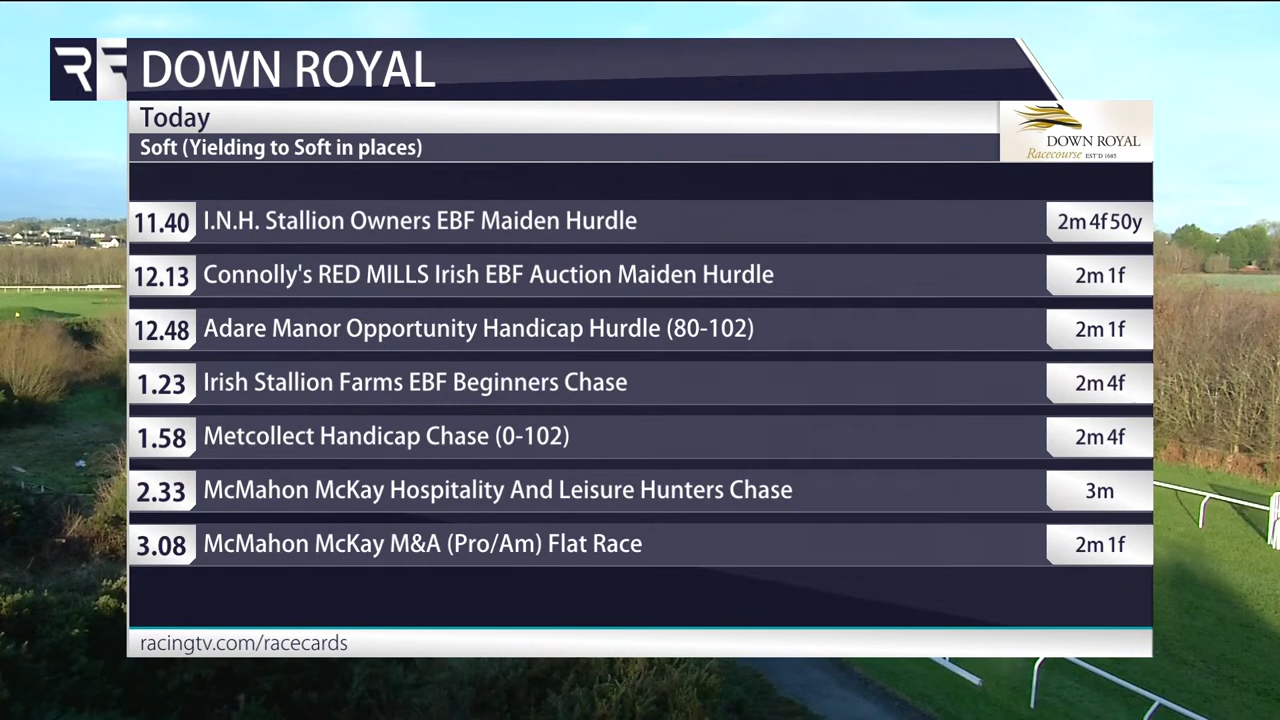 DOWN ROYAL
Today
Soft (Yielding to Soft in places)
DOWN ROYAL
Racecourse EST'D 1685
11.40 I.N.H. Stallion Owners EBF Maiden Hurdle 2m 4f 50y
12.13 Connolly's RED MILLS Irish EBF Auction Maiden Hurdle 2m 1f
12.48 Adare Manor Opportunity Handicap Hurdle (80-102) 2m 1f
1.23 Irish Stallion Farms EBF Beginners Chase 2m 4f
1.58 Metcollect Handicap Chase (0-102) 2m 4f
2.33 McMahon McKay Hospitality And Leisure Hunters Chase 3m
3.08 McMahon McKay M&A (Pro/Am) Flat Race 2m 1f
racingtv.com/racecards